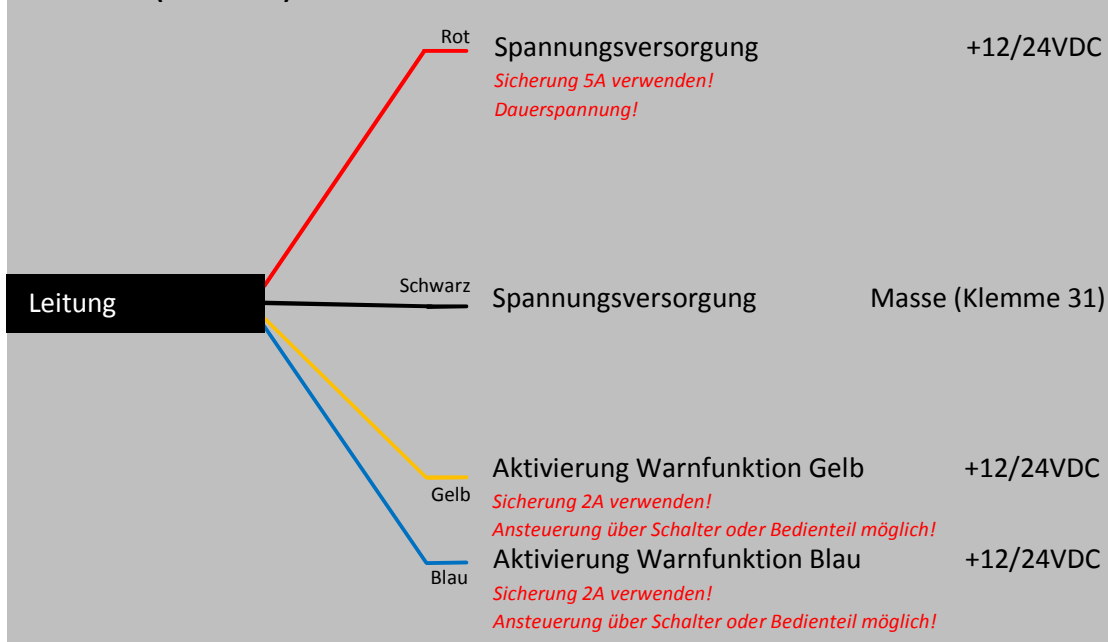 Rot
Spannungsversorgung +12/24VDC
Sicherung 5A verwenden!
Dauerspannung!
Leitung
Schwarz
Spannungsversorgung Masse (Klemme 31)
Aktivierung Warnfunktion Gelb +12/24VDC
Gelb
Sicherung 2A verwenden!
Ansteuerung über Schalter oder Bedienteil möglich!
Aktivierung Warnfunktion Blau +12/24VDC
Blau
Sicherung 2A verwenden!
Ansteuerung über Schalter oder Bedienteil möglich!